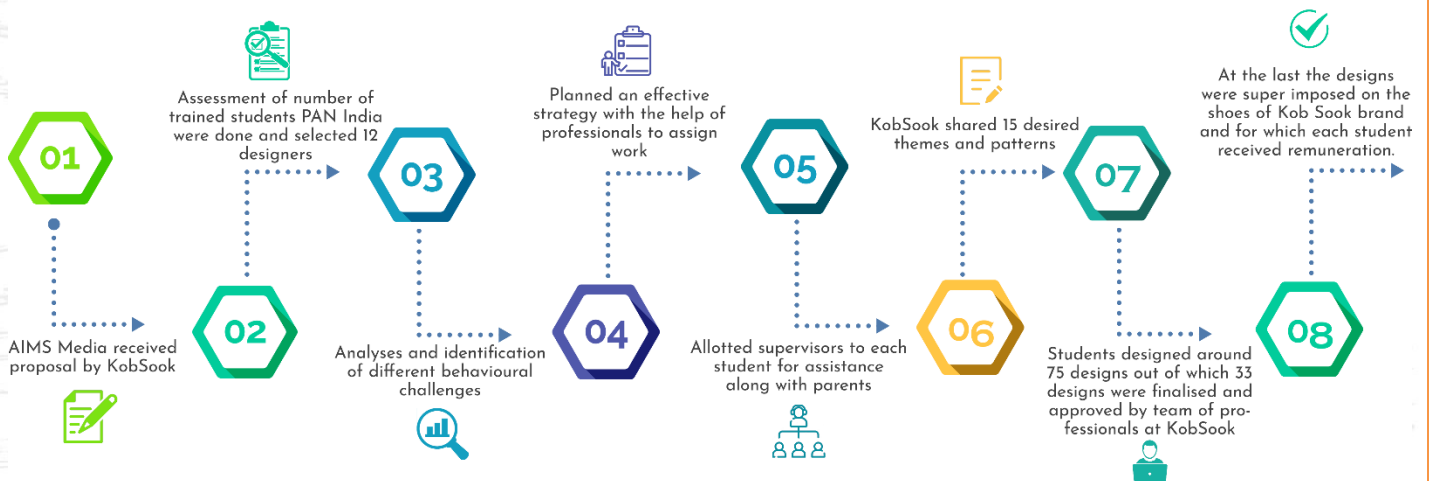 01
AIMS Media received
proposal by KobSook
02
Assessment of number of
trained students PAN India
were done and selected 12
designers
03
Analyses and identification
of different behavioural
challenges
04
Planned an effective
strategy with the help of
professionals to assign
work
05
Allotted supervisors to each
student for assistance
along with parents
06
KobSook shared 15 desired
themes and patterns
07
Students designed around
75 designs out of which 33
designs were finalised and
approved by team of pro-
fessionals at KobSook
08
At the last the designs
were super imposed on the
shoes of Kob Sook brand
and for which each student
received remuneration.